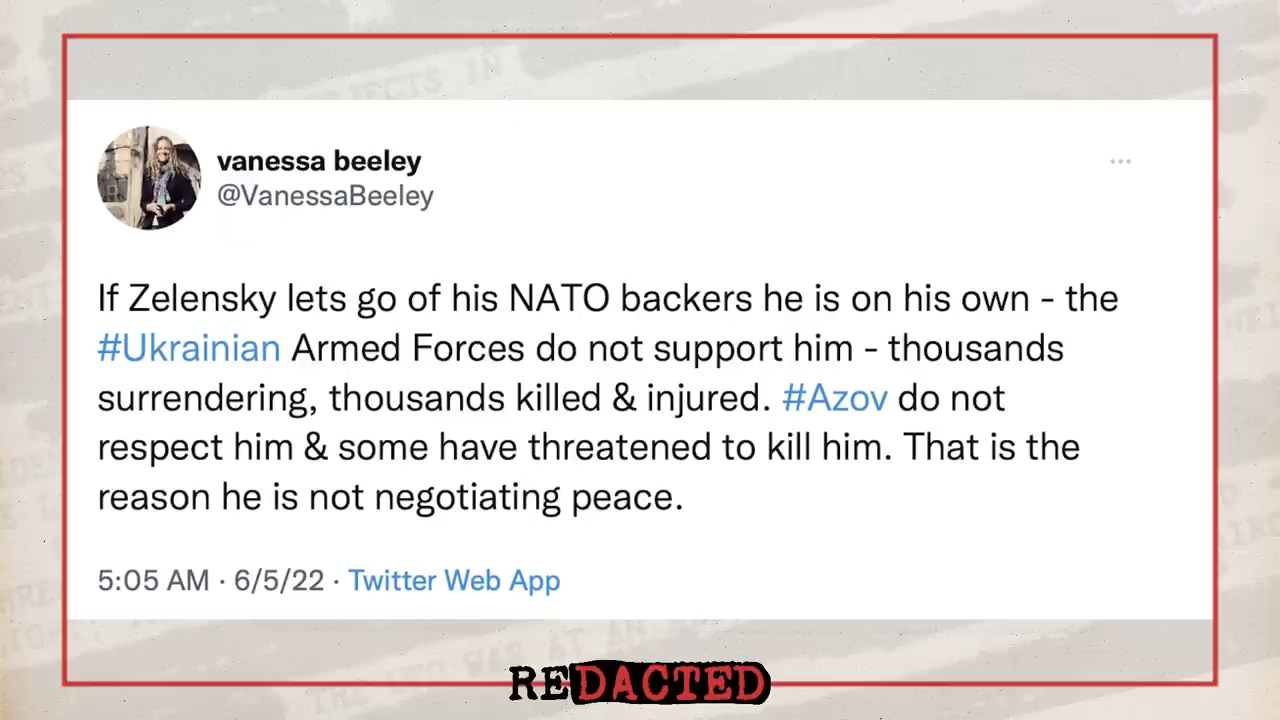 vanessa beeley
@VanessaBeeley
If Zelensky lets go of his NATO backers he is on his own - the
#Ukrainian Armed Forces do not support him - thousands
surrendering, thousands killed & injured. #Azov do not
respect him & some have threatened to kill him. That is the
reason he is not negotiating peace.
5:05 AM · 6/5/22 · Twitter Web App
REDACTED